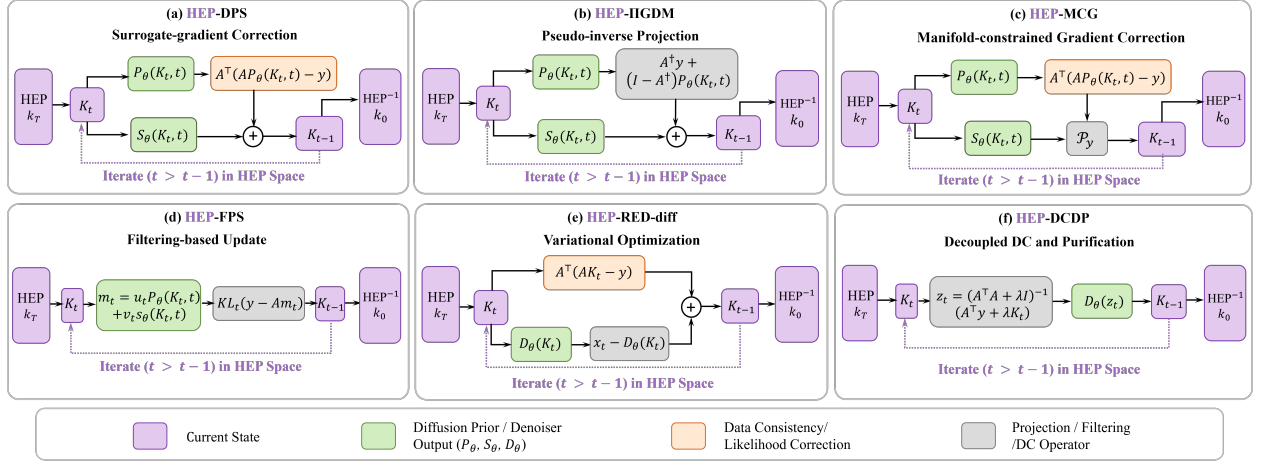 (a) HEP-DPS
Surrogate-gradient Correction
HEP
k_T
K_t
P_θ(K_t, t)
A^⊤(AP_θ(K_t, t) − y)
S_θ(K_t, t)
+
K_{t−1}
HEP^{−1}
k_0
Iterate (t > t − 1) in HEP Space
(b) HEP-ΠGDM
Pseudo-inverse Projection
HEP
k_T
K_t
P_θ(K_t, t)
A^†y +
(I − A^†)P_θ(K_t, t)
S_θ(K_t, t)
+
K_{t−1}
HEP^{−1}
k_0
Iterate (t > t − 1) in HEP Space
(c) HEP-MCG
Manifold-constrained Gradient Correction
HEP
k_T
K_t
P_θ(K_t, t)
A^⊤(AP_θ(K_t, t) − y)
S_θ(K_t, t)
𝒫_y
K_{t−1}
HEP^{−1}
k_0
Iterate (t > t − 1) in HEP Space
(d) HEP-FPS
Filtering-based Update
HEP
k_T
K_t
m_t = u_tP_θ(K_t, t)
+v_ts_θ(K_t, t)
KL_t(y − Am_t)
K_{t−1}
HEP^{−1}
k_0
Iterate (t > t − 1) in HEP Space
(e) HEP-RED-diff
Variational Optimization
HEP
k_T
K_t
A^⊤(AK_t − y)
D_θ(K_t)
x_t − D_θ(K_t)
+
K_{t−1}
HEP^{−1}
k_0
Iterate (t > t − 1) in HEP Space
(f) HEP-DCDP
Decoupled DC and Purification
HEP
k_T
K_t
z_t = (A^⊤A + λI)^{−1}
(A^⊤y + λK_t)
D_θ(z_t)
K_{t−1}
HEP^{−1}
k_0
Iterate (t > t − 1) in HEP Space
Current State
Diffusion Prior / Denoiser
Output (P_θ, S_θ, D_θ)
Data Consistency/
Likelihood Correction
Projection / Filtering
/DC Operator